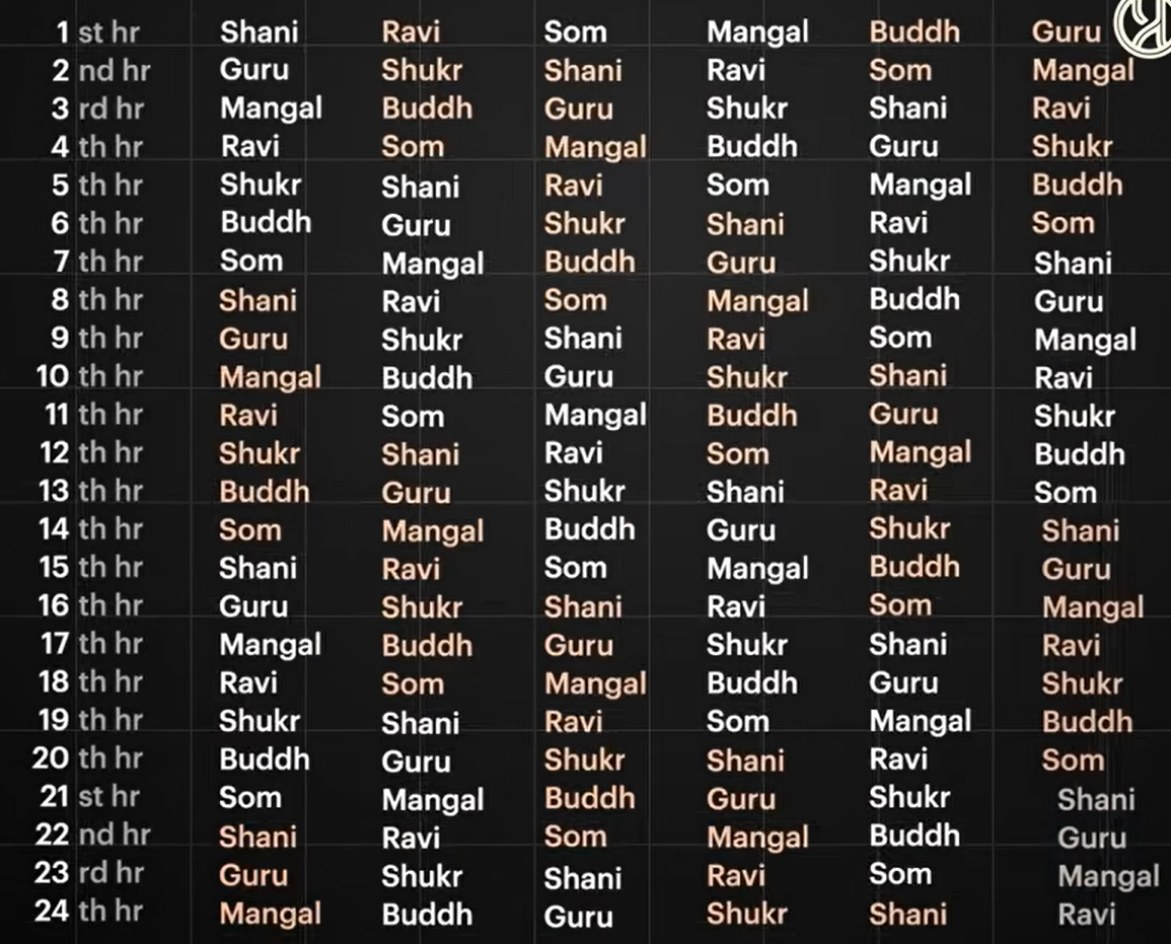 1 st hr Shani Ravi Som Mangal Buddh Guru
2 nd hr Guru Shukr Shani Ravi Som Mangal
3 rd hr Mangal Buddh Guru Shukr Shani Ravi
4 th hr Ravi Som Mangal Buddh Guru Shukr
5 th hr Shukr Shani Ravi Som Mangal Buddh
6 th hr Buddh Guru Shukr Shani Ravi Som
7 th hr Som Mangal Buddh Guru Shukr Shani
8 th hr Shani Ravi Som Mangal Buddh Guru
9 th hr Guru Shukr Shani Ravi Som Mangal
10 th hr Mangal Buddh Guru Shukr Shani Ravi
11 th hr Ravi Som Mangal Buddh Guru Shukr
12 th hr Shukr Shani Ravi Som Mangal Buddh
13 th hr Buddh Guru Shukr Shani Ravi Som
14 th hr Som Mangal Buddh Guru Shukr Shani
15 th hr Shani Ravi Som Mangal Buddh Guru
16 th hr Guru Shukr Shani Ravi Som Mangal
17 th hr Mangal Buddh Guru Shukr Shani Ravi
18 th hr Ravi Som Mangal Buddh Guru Shukr
19 th hr Shukr Shani Ravi Som Mangal Buddh
20 th hr Buddh Guru Shukr Shani Ravi Som
21 st hr Som Mangal Buddh Guru Shukr Shani
22 nd hr Shani Ravi Som Mangal Buddh Guru
23 rd hr Guru Shukr Shani Ravi Som Mangal
24 th hr Mangal Buddh Guru Shukr Shani Ravi